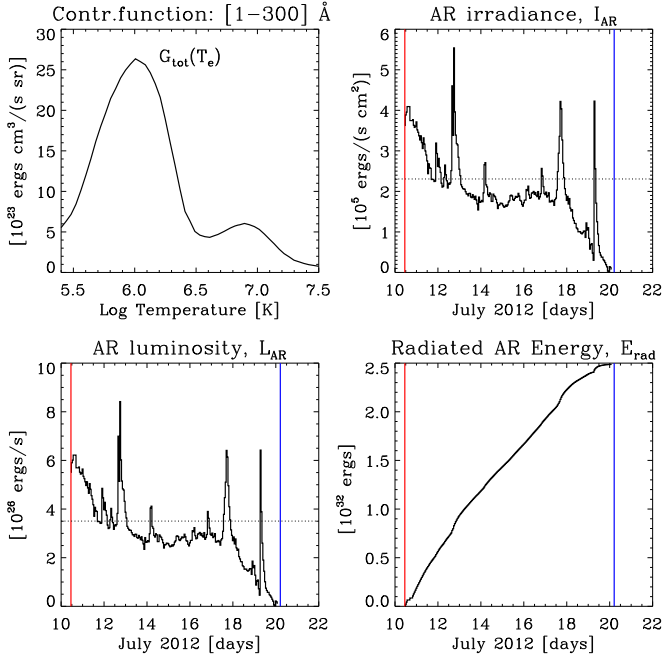 Contr.function: [1-300] Å
G_tot(T_e)
[10^23 ergs cm^3/(s sr)]
30
25
20
15
10
5
0
5.5 6.0 6.5 7.0 7.5
Log Temperature [K]
AR irradiance, I_AR
[10^5 ergs/(s cm^2)]
6
5
4
3
2
1
0
10 12 14 16 18 20 22
July 2012 [days]
AR luminosity, L_AR
[10^26 ergs/s]
10
8
6
4
2
0
10 12 14 16 18 20 22
July 2012 [days]
Radiated AR Energy, E_rad
[10^32 ergs]
2.5
2.0
1.5
1.0
0.5
0.0
10 12 14 16 18 20 22
July 2012 [days]